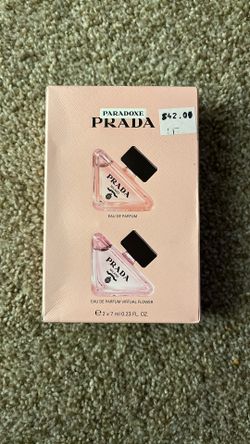 PARADOXE
PRADA
$42.00
PRADA
EAU DE PARFUM
PRADA
EAU DE PARFUM VIRTUAL FLOWER
℮ 2 x 7 ml 0.23 FL. OZ.